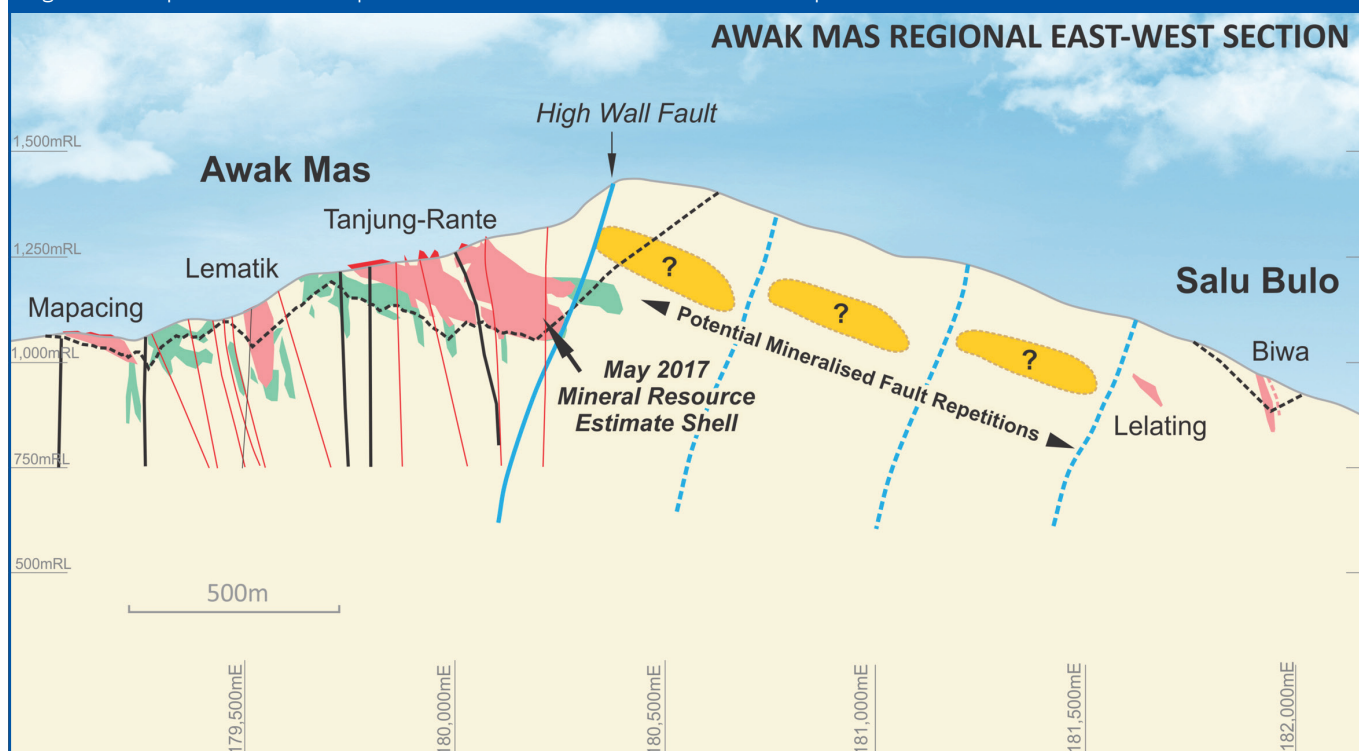 AWAK MAS REGIONAL EAST-WEST SECTION
High Wall Fault
1,500mRL
Awak Mas
Tanjung-Rante
1,250mRL
Lematik
Salu Bulo
Mapacing
?
?
?
Potential Mineralised Fault Repetitions
1,000mRL
Biwa
May 2017
Mineral Resource
Estimate Shell
Lelating
750mRL
500mRL
500m
179,500mE
180,000mE
180,500mE
181,000mE
181,500mE
182,000mE